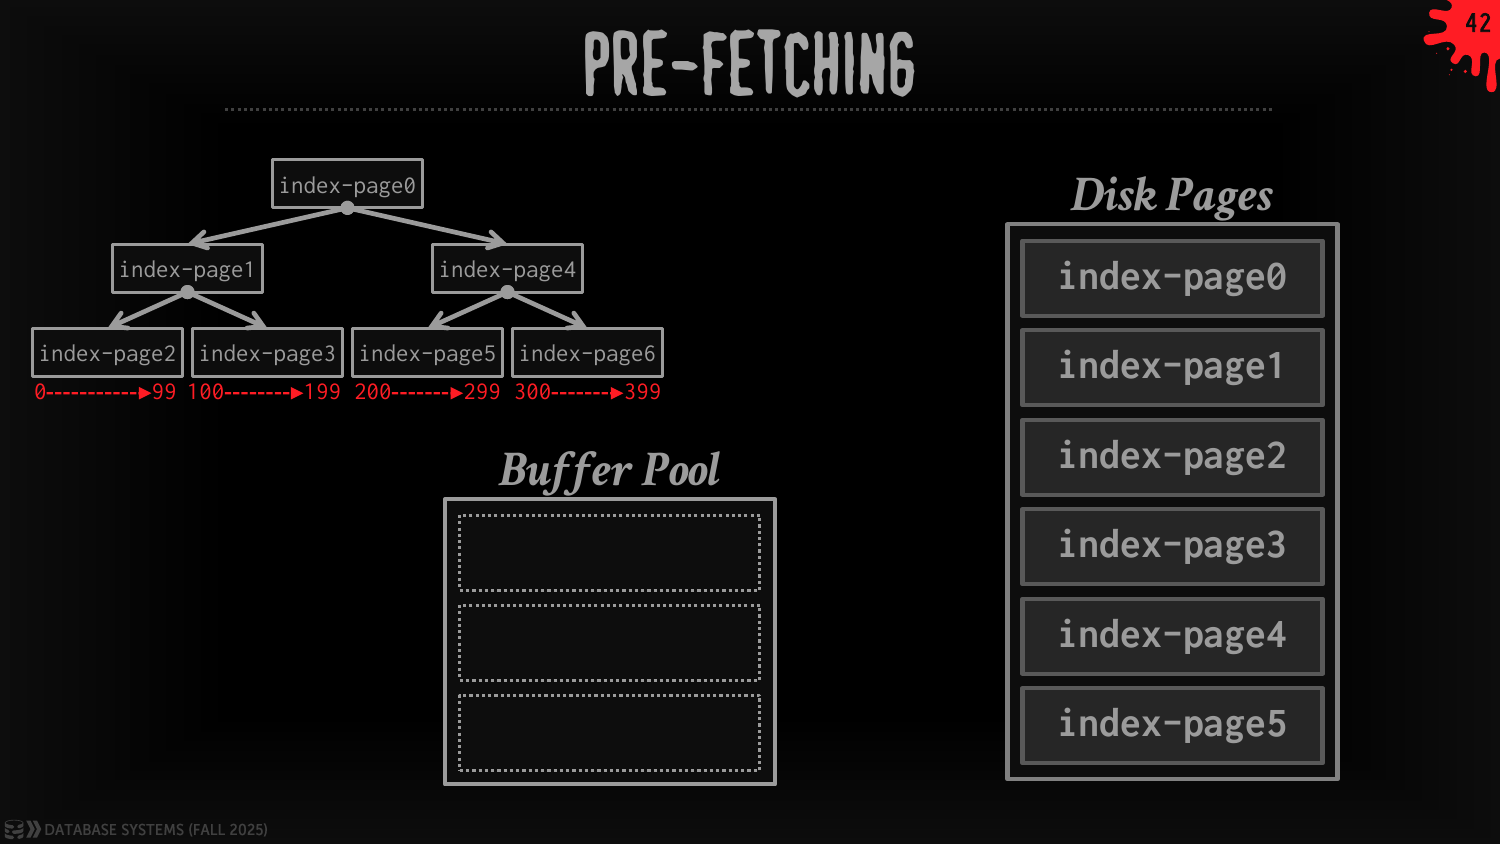 PRE-FETCHING
42
index-page0
index-page1
index-page4
index-page2
index-page3
index-page5
index-page6
0----------->99
100-------->199
200------->299
300------->399
Buffer Pool
Disk Pages
index-page0
index-page1
index-page2
index-page3
index-page4
index-page5
DATABASE SYSTEMS (FALL 2025)